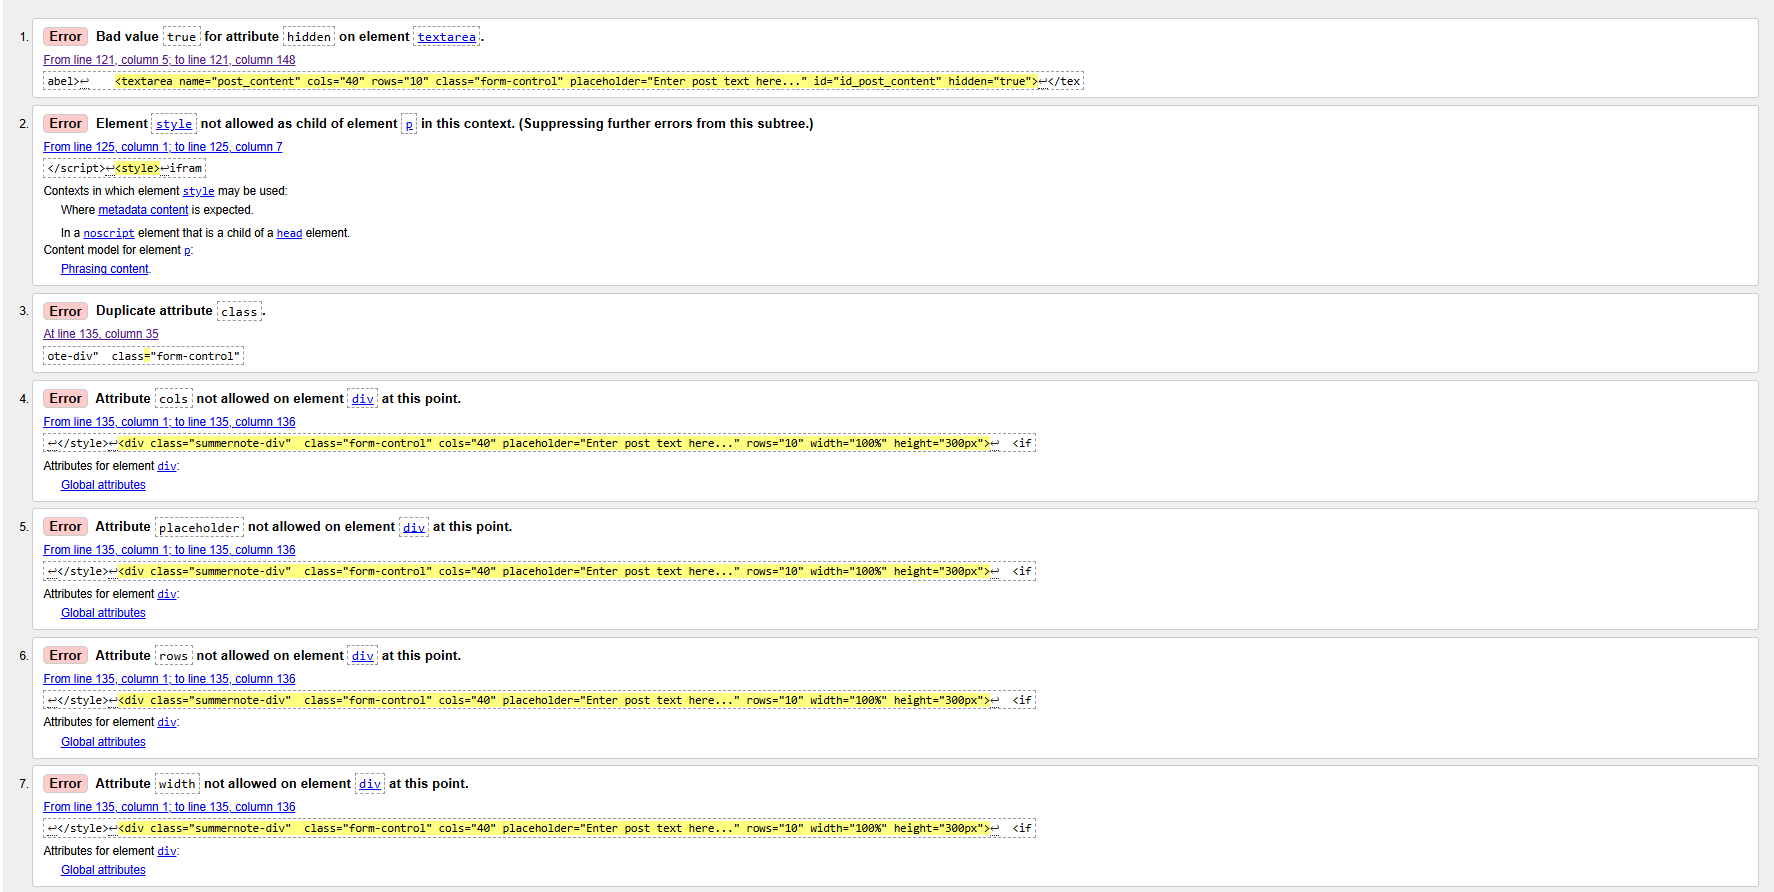 1. Error Bad value true for attribute hidden on element textarea.
From line 121, column 5; to line 121, column 148
abel>↩    <textarea name="post_content" cols="40" rows="10" class="form-control" placeholder="Enter post text here..." id="id_post_content" hidden="true">↩</tex
2. Error Element style not allowed as child of element p in this context. (Suppressing further errors from this subtree.)
From line 125, column 1; to line 125, column 7
</script>↩<style>↩ifram
Contexts in which element style may be used:
Where metadata content is expected.
In a noscript element that is a child of a head element.
Content model for element p:
Phrasing content.
3. Error Duplicate attribute class.
At line 135, column 35
ote-div"  class="form-control"
4. Error Attribute cols not allowed on element div at this point.
From line 135, column 1; to line 135, column 136
↩</style>↩<div class="summernote-div"  class="form-control" cols="40" placeholder="Enter post text here..." rows="10" width="100%" height="300px">↩  <if
Attributes for element div:
Global attributes
5. Error Attribute placeholder not allowed on element div at this point.
From line 135, column 1; to line 135, column 136
↩</style>↩<div class="summernote-div"  class="form-control" cols="40" placeholder="Enter post text here..." rows="10" width="100%" height="300px">↩  <if
Attributes for element div:
Global attributes
6. Error Attribute rows not allowed on element div at this point.
From line 135, column 1; to line 135, column 136
↩</style>↩<div class="summernote-div"  class="form-control" cols="40" placeholder="Enter post text here..." rows="10" width="100%" height="300px">↩  <if
Attributes for element div:
Global attributes
7. Error Attribute width not allowed on element div at this point.
From line 135, column 1; to line 135, column 136
↩</style>↩<div class="summernote-div"  class="form-control" cols="40" placeholder="Enter post text here..." rows="10" width="100%" height="300px">↩  <if
Attributes for element div:
Global attributes